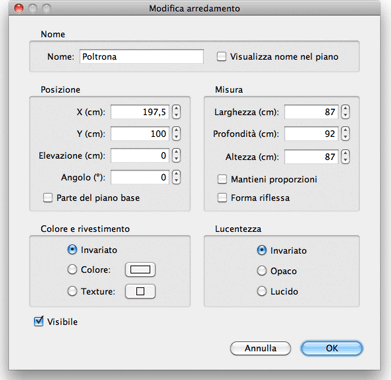 Modifica arredamento
Nome
Nome: Poltrona Visualizza nome nel piano
Posizione
X (cm): 197,5
Y (cm): 100
Elevazione (cm): 0
Angolo (°): 0
Parte del piano base
Misura
Larghezza (cm): 87
Profondità (cm): 92
Altezza (cm): 87
Mantieni proporzioni
Forma riflessa
Colore e rivestimento
Invariato
Colore:
Texture:
Lucentezza
Invariato
Opaco
Lucido
Visibile
Annulla OK